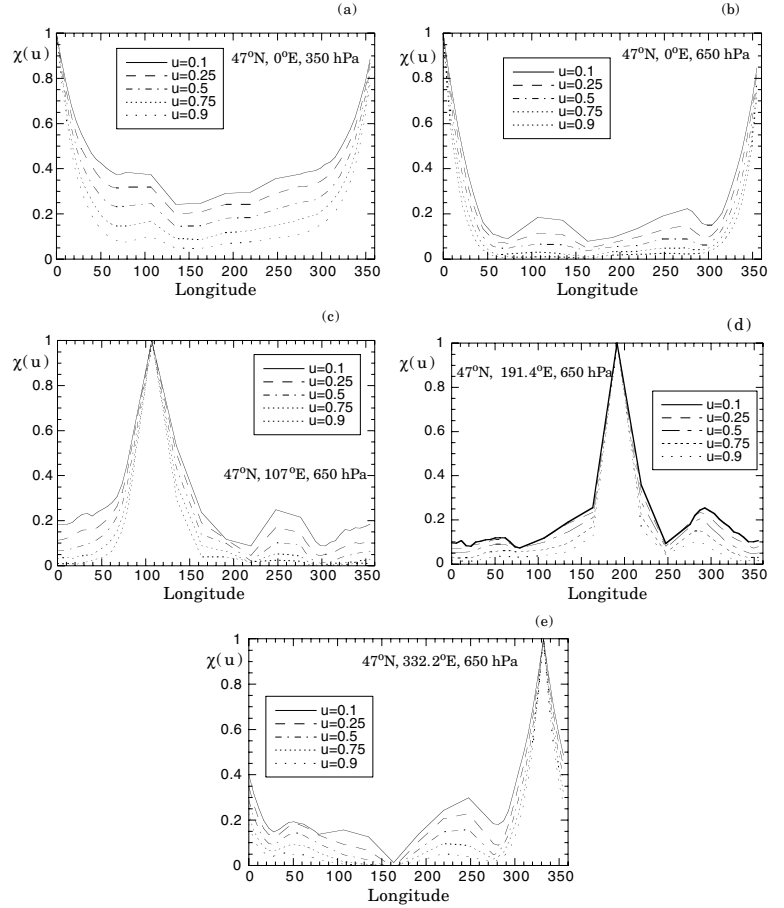 (a)
χ(u)
47°N, 0°E, 350 hPa
u=0.1
u=0.25
u=0.5
u=0.75
u=0.9
1
0.8
0.6
0.4
0.2
0
0 50 100 150 200 250 300 350
Longitude
(b)
χ(u)
47°N, 0°E, 650 hPa
u=0.1
u=0.25
u=0.5
u=0.75
u=0.9
1
0.8
0.6
0.4
0.2
0
0 50 100 150 200 250 300 350
Longitude
(c)
χ(u)
u=0.1
u=0.25
u=0.5
u=0.75
u=0.9
47°N, 107°E, 650 hPa
1
0.8
0.6
0.4
0.2
0
0 50 100 150 200 250 300 350
Longitude
(d)
χ(u)
47°N, 191.4°E, 650 hPa
u=0.1
u=0.25
u=0.5
u=0.75
u=0.9
1
0.8
0.6
0.4
0.2
0
0 50 100 150 200 250 300 350
Longitude
(e)
χ(u)
47°N, 332.2°E, 650 hPa
u=0.1
u=0.25
u=0.5
u=0.75
u=0.9
1
0.8
0.6
0.4
0.2
0
0 50 100 150 200 250 300 350
Longitude